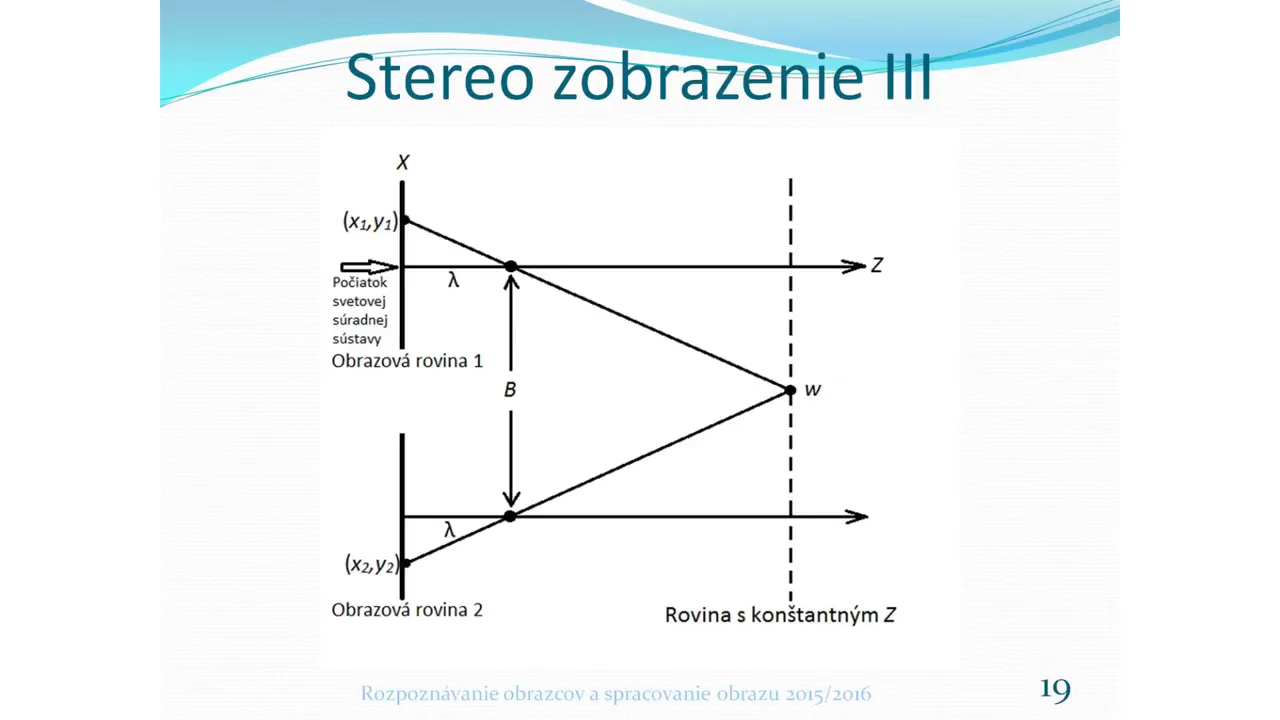 Stereo zobrazenie III
X
(x₁,y₁)
Z
λ
Počiatok
svetovej
súradnej
sústavy
Obrazová rovina 1
B
w
λ
(x₂,y₂)
Obrazová rovina 2
Rovina s konštantným Z
Rozpoznávanie obrazcov a spracovanie obrazu 2015/2016
19